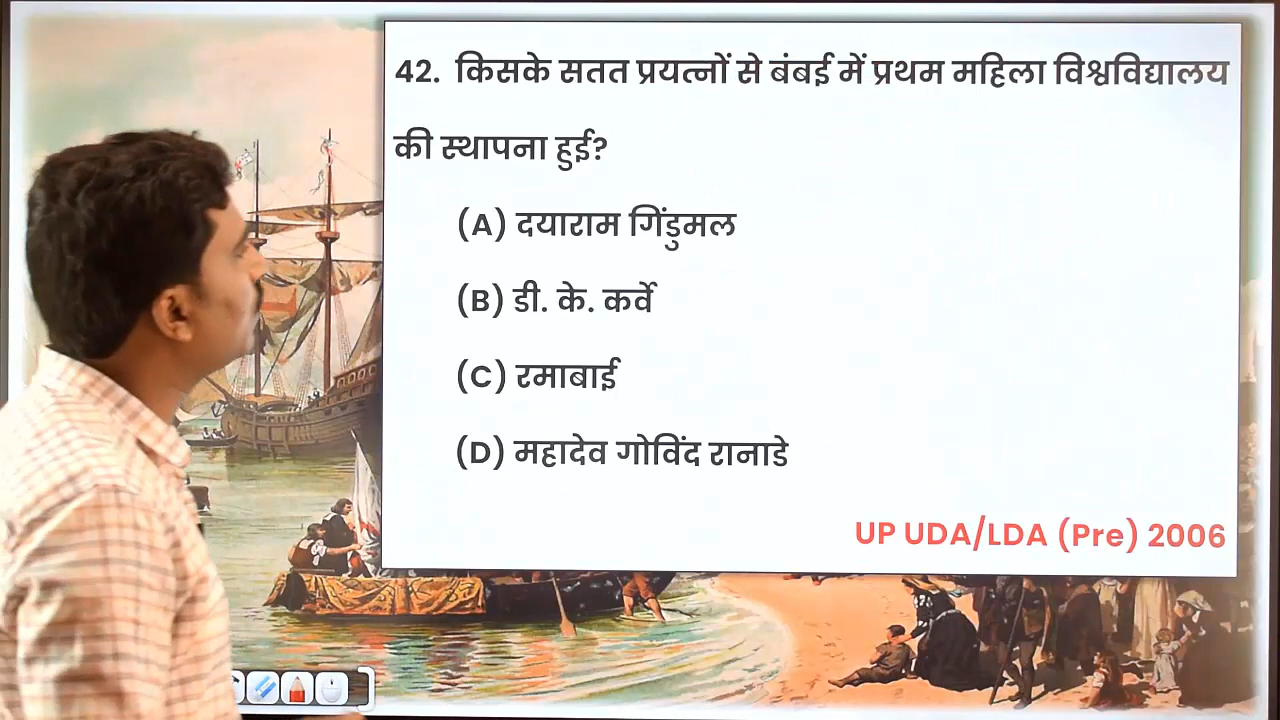 42. किसके सतत प्रयत्नों से बंबई में प्रथम महिला विश्वविद्यालय
की स्थापना हुई?
(A) दयाराम गिंडुमल
(B) डी. के. कर्वे
(C) रमाबाई
(D) महादेव गोविंद रानाडे
UP UDA/LDA (Pre) 2006